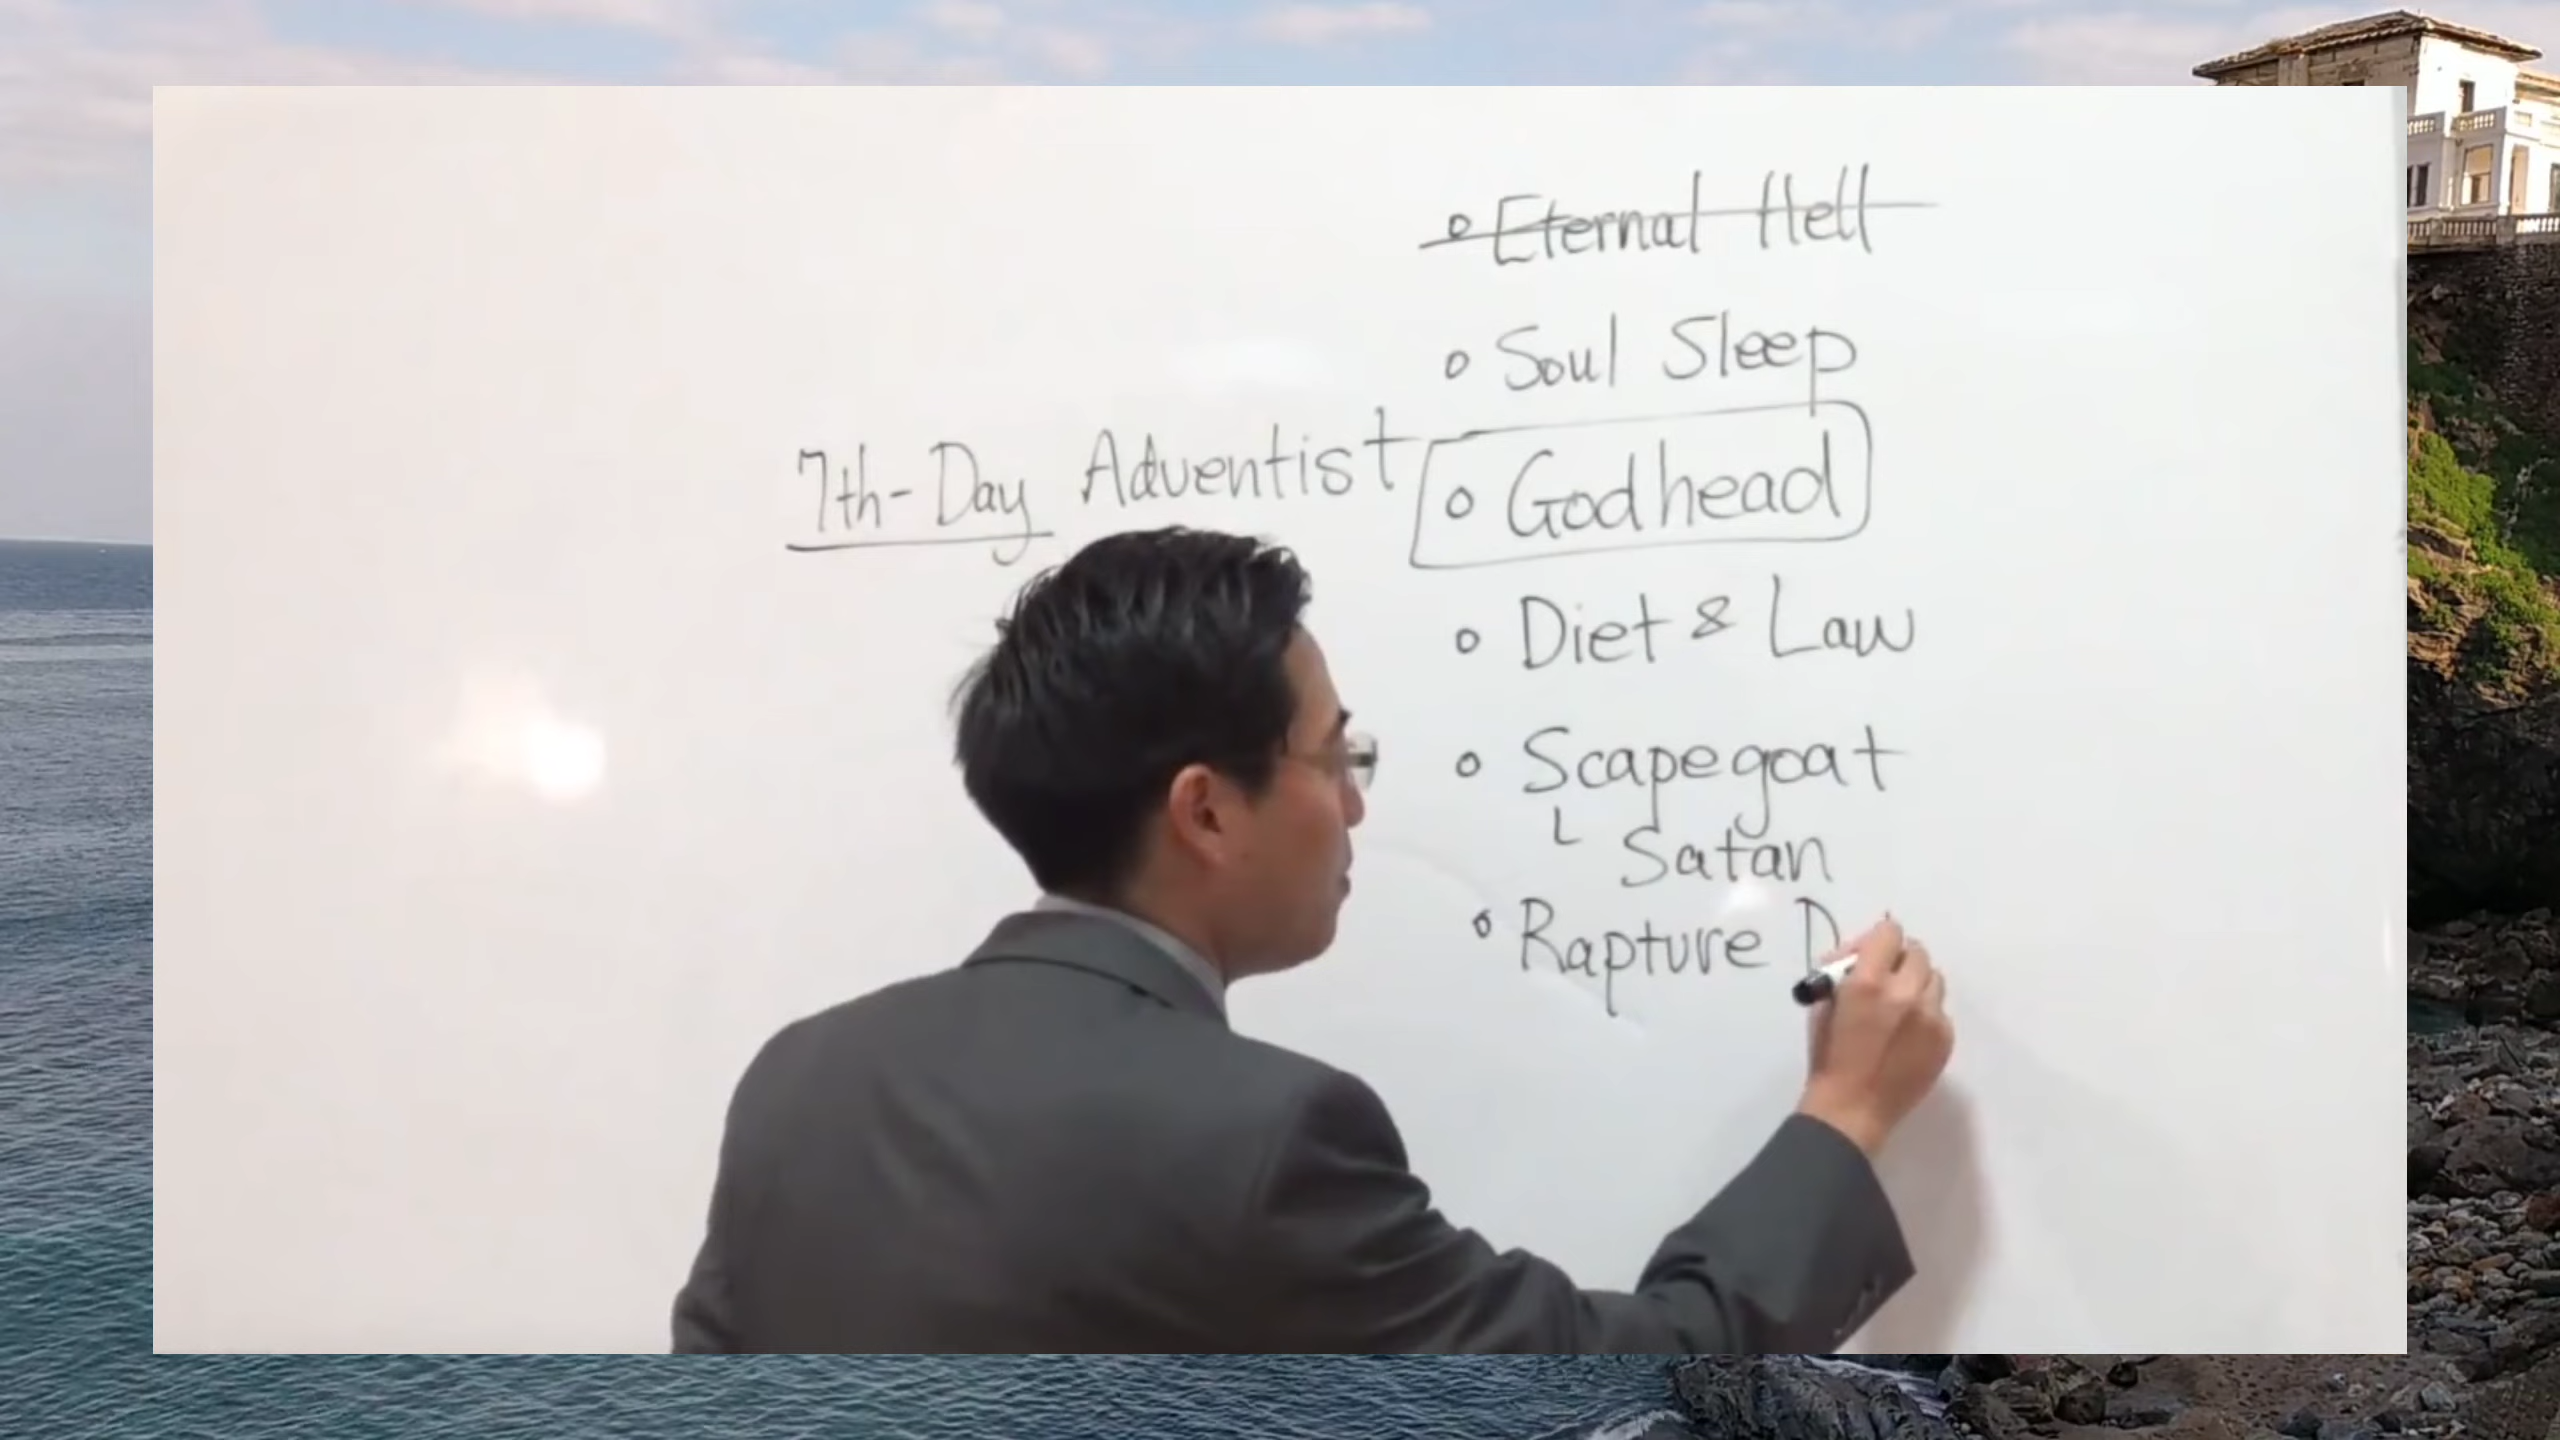 Eternal Hell
Soul Sleep
7th-Day Adventist
Godhead
Diet & Law
Scapegoat
Satan
Rapture D